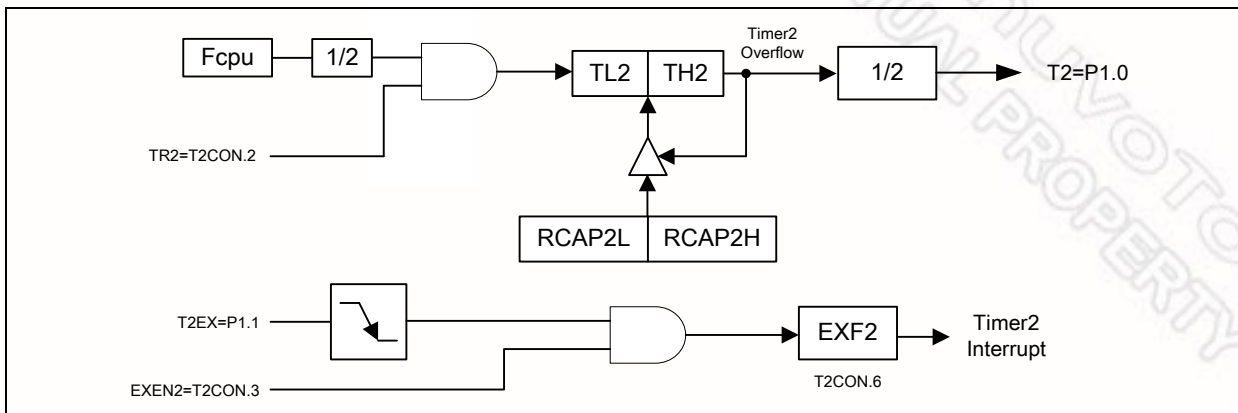 Timer2
Overflow
Fcpu
1/2
TL2
TH2
1/2
T2=P1.0
TR2=T2CON.2
RCAP2L
RCAP2H
T2EX=P1.1
EXF2
Timer2
Interrupt
EXEN2=T2CON.3
T2CON.6